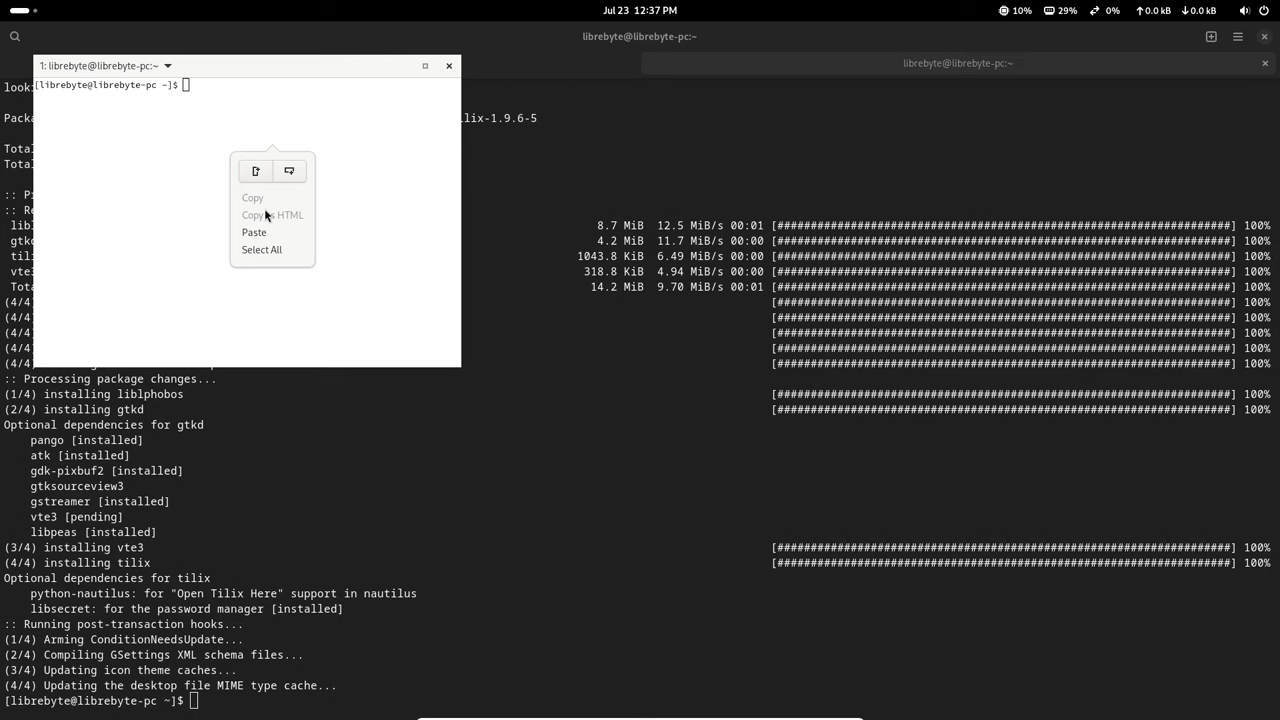 Jul 23 12:37 PM
10%
29%
0%
0.0 kB
0.0 kB
librebyte@librebyte-pc:~
librebyte@librebyte-pc:~
1: librebyte@librebyte-pc:~
[librebyte@librebyte-pc ~]$
Copy
Copy HTML
Paste
Select All
look
Packa lix-1.9.6-5
Total
Total
:: P
:: Re
libl 8.7 MiB 12.5 MiB/s 00:01 [######################################################################] 100%
gtkd 4.2 MiB 11.7 MiB/s 00:00 [######################################################################] 100%
til 1043.8 KiB 6.49 MiB/s 00:00 [######################################################################] 100%
vte3 318.8 KiB 4.94 MiB/s 00:00 [######################################################################] 100%
Tota 14.2 MiB 9.70 MiB/s 00:01 [######################################################################] 100%
(4/4) [######################################################################] 100%
(4/4) [######################################################################] 100%
(4/4) [######################################################################] 100%
(4/4) [######################################################################] 100%
(4/4) [######################################################################] 100%
:: Processing package changes...
(1/4) installing liblphobos [######################################################################] 100%
(2/4) installing gtkd [######################################################################] 100%
Optional dependencies for gtkd
pango [installed]
atk [installed]
gdk-pixbuf2 [installed]
gtksourceview3
gstreamer [installed]
vte3 [pending]
libpeas [installed]
(3/4) installing vte3 [######################################################################] 100%
(4/4) installing tilix [######################################################################] 100%
Optional dependencies for tilix
python-nautilus: for "Open Tilix Here" support in nautilus
libsecret: for the password manager [installed]
:: Running post-transaction hooks...
(1/4) Arming ConditionNeedsUpdate...
(2/4) Compiling GSettings XML schema files...
(3/4) Updating icon theme caches...
(4/4) Updating the desktop file MIME type cache...
[librebyte@librebyte-pc ~]$